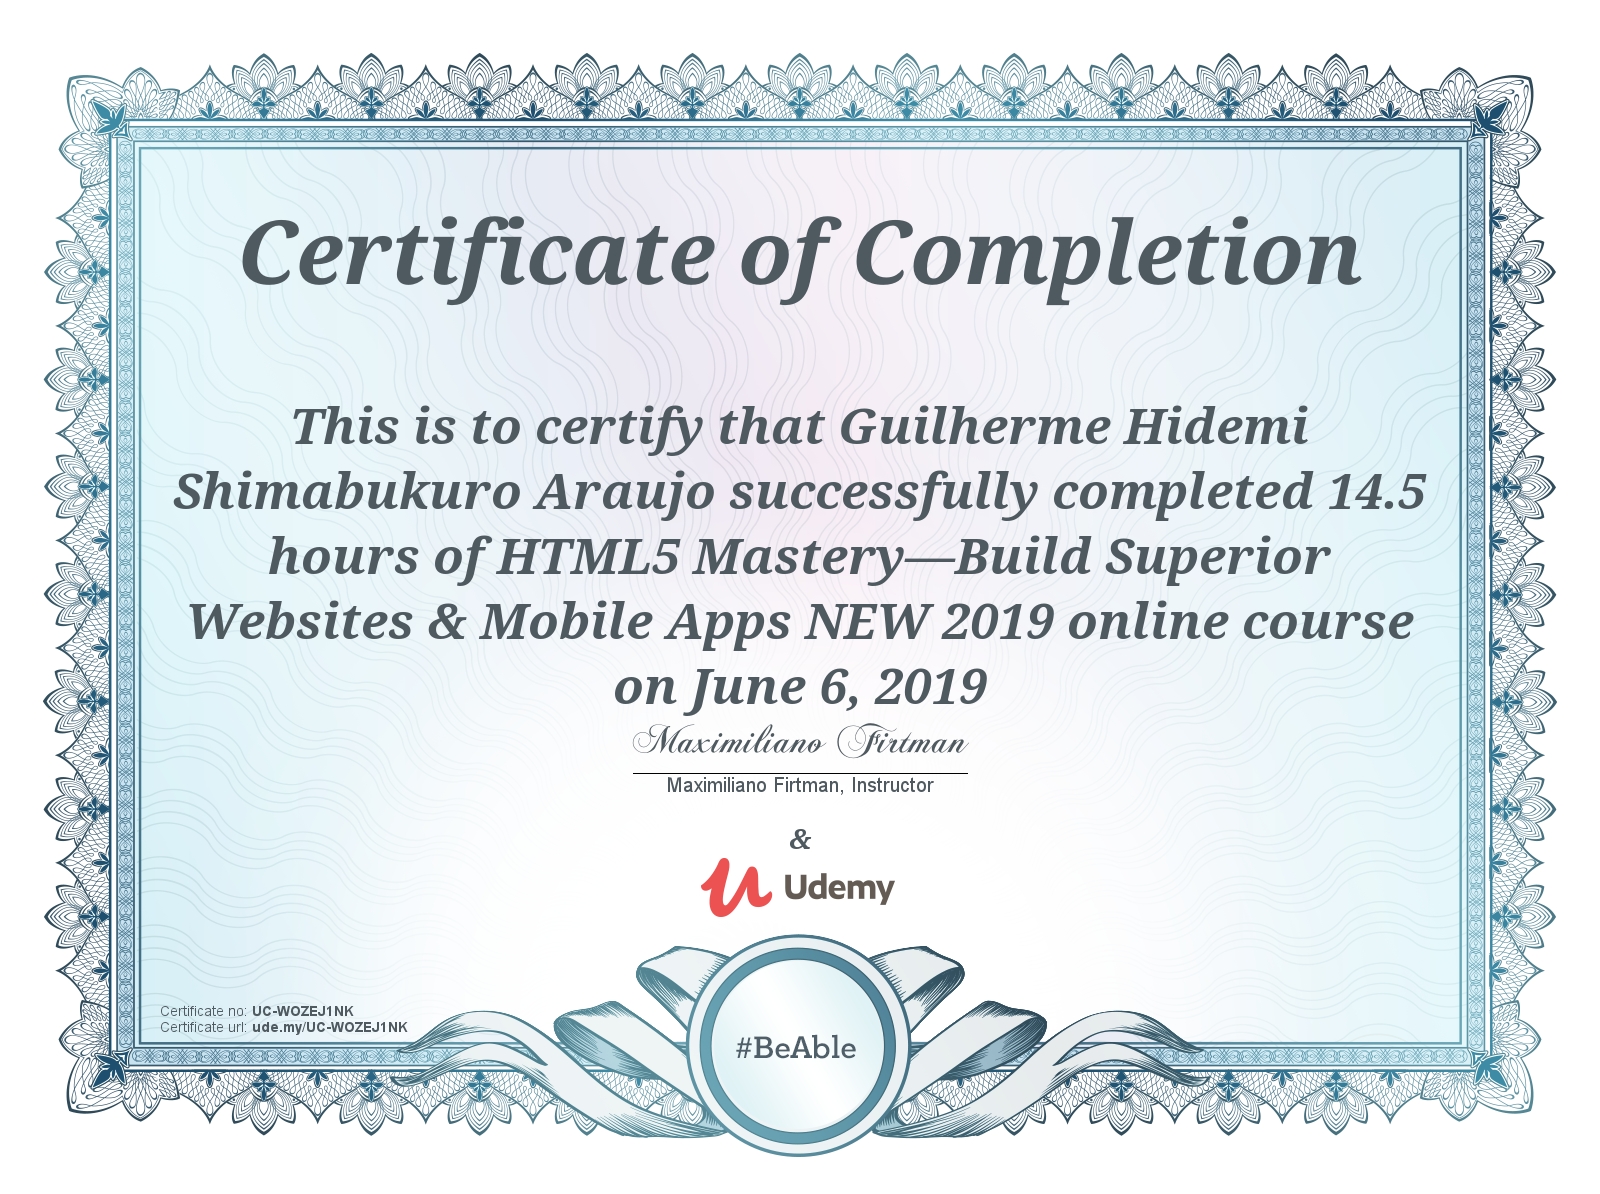 Certificate of Completion
This is to certify that Guilherme Hidemi
Shimabukuro Araujo successfully completed 14.5
hours of HTML5 Mastery—Build Superior
Websites & Mobile Apps NEW 2019 online course
on June 6, 2019
Maximiliano Firtman
Maximiliano Firtman, Instructor
&
Udemy
Certificate no: UC-WOZEJ1NK
Certificate url: ude.my/UC-WOZEJ1NK
#BeAble